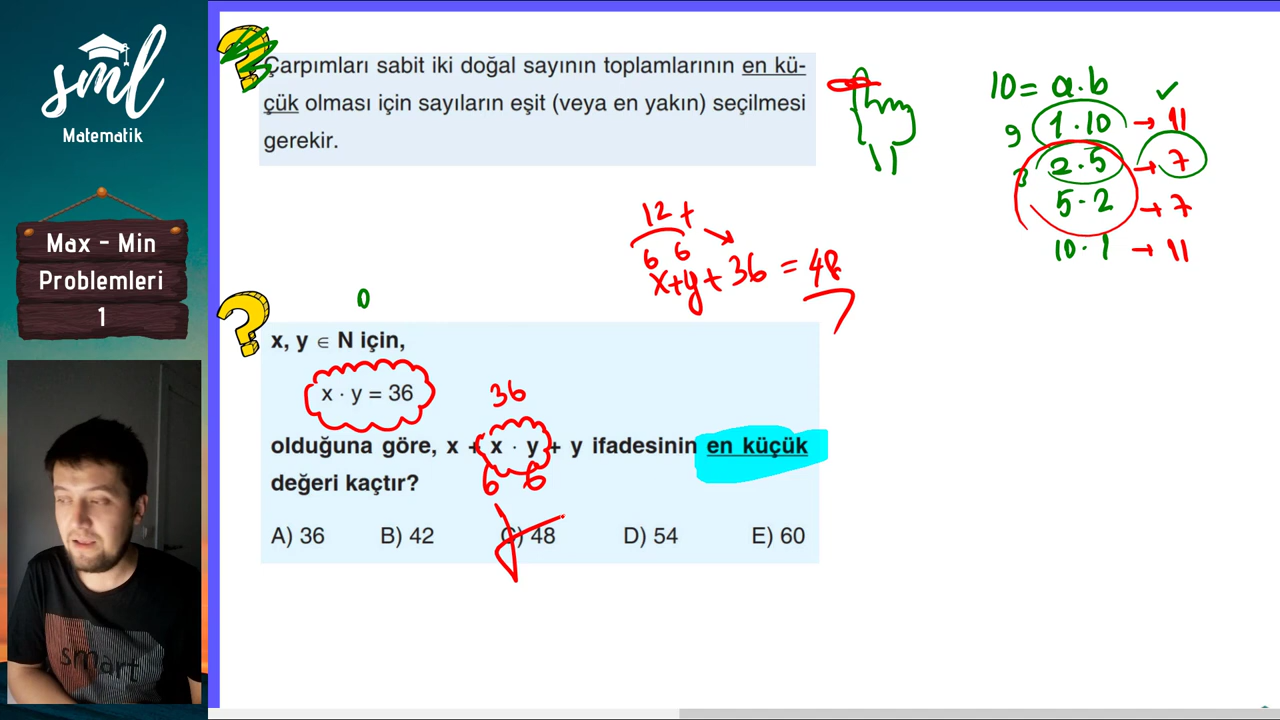 sml
Matematik
Max - Min
Problemleri
1
smart
Çarpımları sabit iki doğal sayının toplamlarının en kü-
çük olması için sayıların eşit (veya en yakın) seçilmesi
gerekir.
10 = a.b
9 1.10 → 11
3 2.5 → 7
5.2 → 7
10.1 → 11
12 +
6 6
x+y+36 = 48
0
x, y ∈ N için,
x · y = 36
36
olduğuna göre, x + x · y + y ifadesinin en küçük
6 6
değeri kaçtır?
A) 36 B) 42 C) 48 D) 54 E) 60